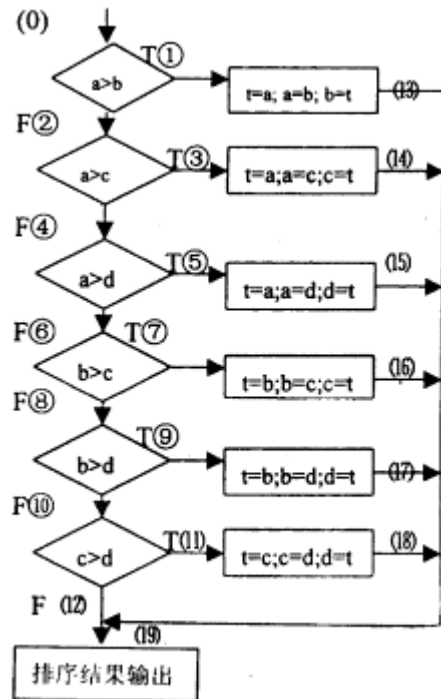 (0)
T①
a>b
t=a; a=b; b=t
(13)
F②
T③
a>c
t=a;a=c;c=t
(14)
F④
T⑤
a>d
t=a;a=d;d=t
(15)
F⑥
T⑦
b>c
t=b;b=c;c=t
(16)
F⑧
T⑨
b>d
t=b;b=d;d=t
(17)
F⑩
T(11)
c>d
t=c;c=d;d=t
(18)
F (12)
(19)
排序结果输出